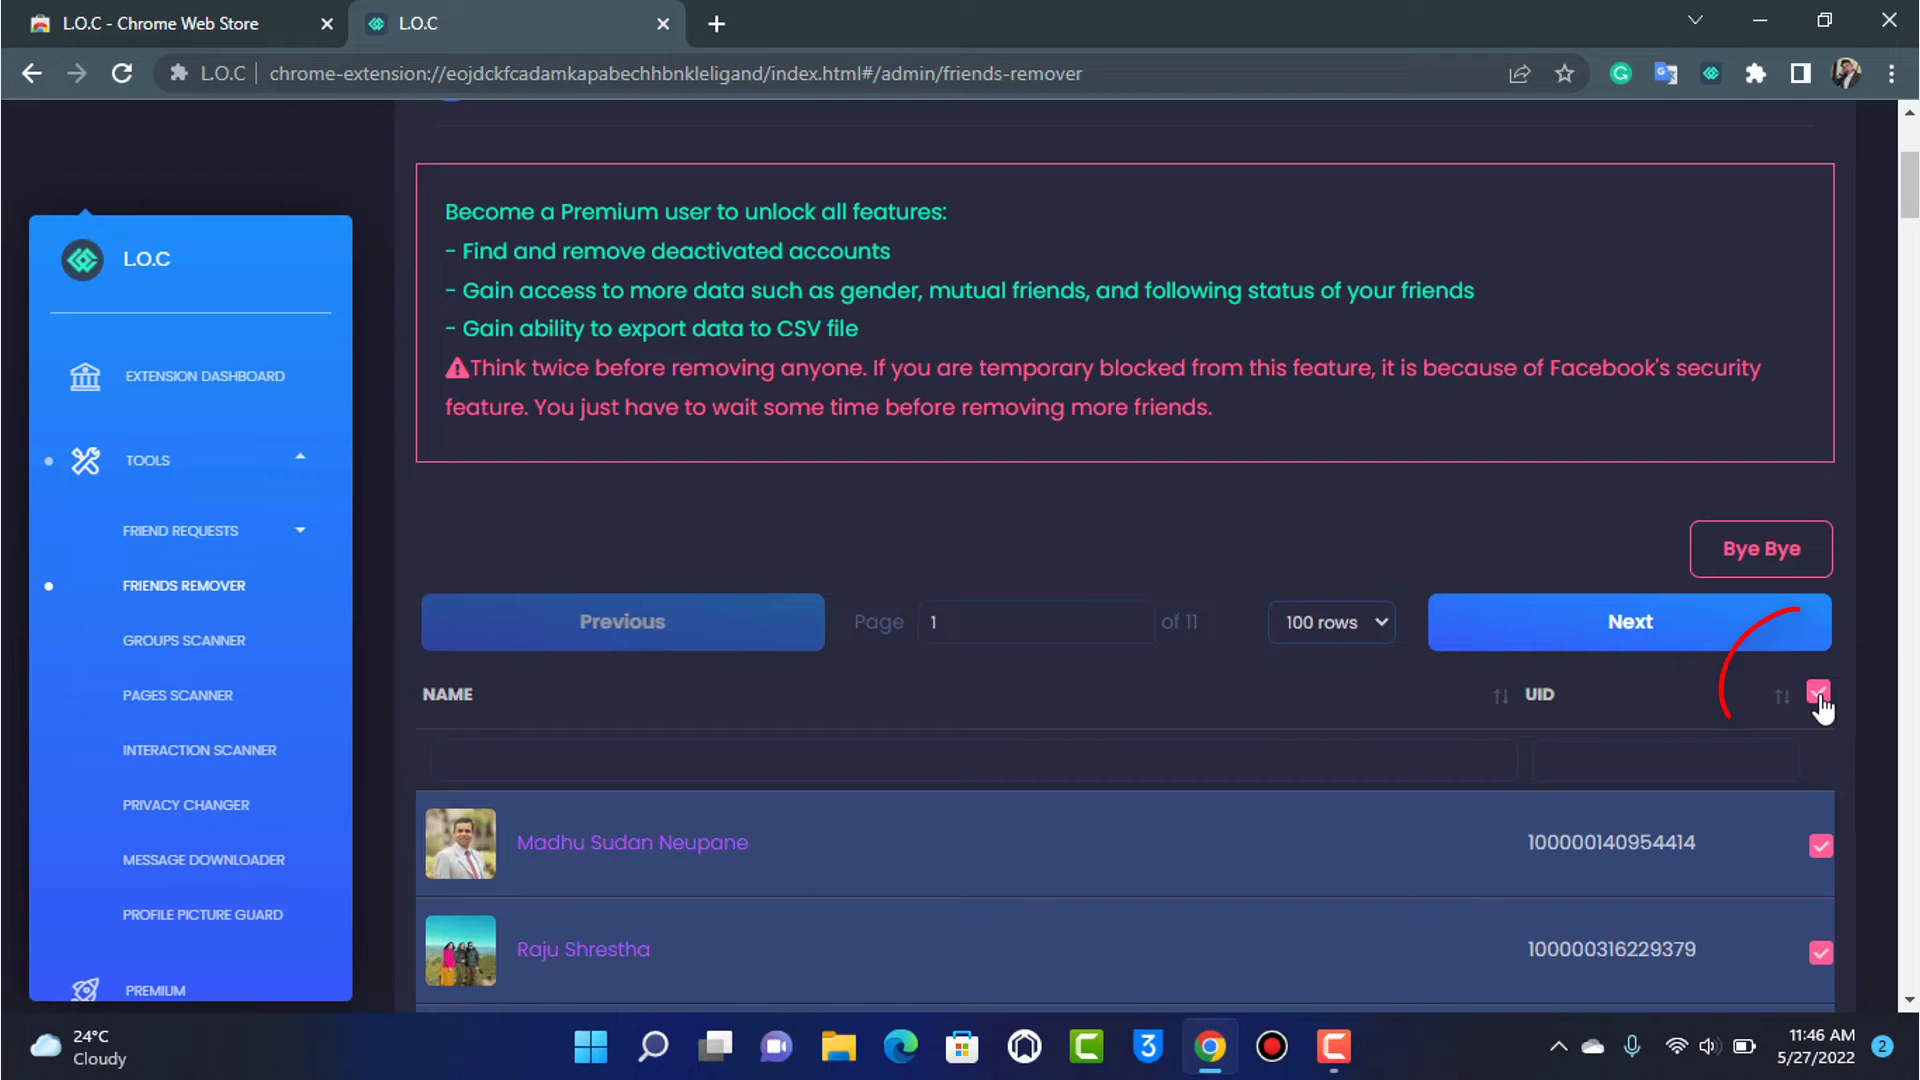 L.O.C - Chrome Web Store
L.O.C
L.O.C
chrome-extension://eojdckfcadamkapabechhbnkleligand/index.html#/admin/friends-remover
L.O.C
EXTENSION DASHBOARD
TOOLS
FRIEND REQUESTS
FRIENDS REMOVER
GROUPS SCANNER
PAGES SCANNER
INTERACTION SCANNER
PRIVACY CHANGER
MESSAGE DOWNLOADER
PROFILE PICTURE GUARD
PREMIUM
Become a Premium user to unlock all features:
- Find and remove deactivated accounts
- Gain access to more data such as gender, mutual friends, and following status of your friends
- Gain ability to export data to CSV file
Think twice before removing anyone. If you are temporary blocked from this feature, it is because of Facebook's security
feature. You just have to wait some time before removing more friends.
Bye Bye
Previous
Page 1 of 11
100 rows
Next
NAME
UID
Madhu Sudan Neupane
100000140954414
Raju Shrestha
100000316229379
24°C
Cloudy
3
11:46 AM
5/27/2022
2